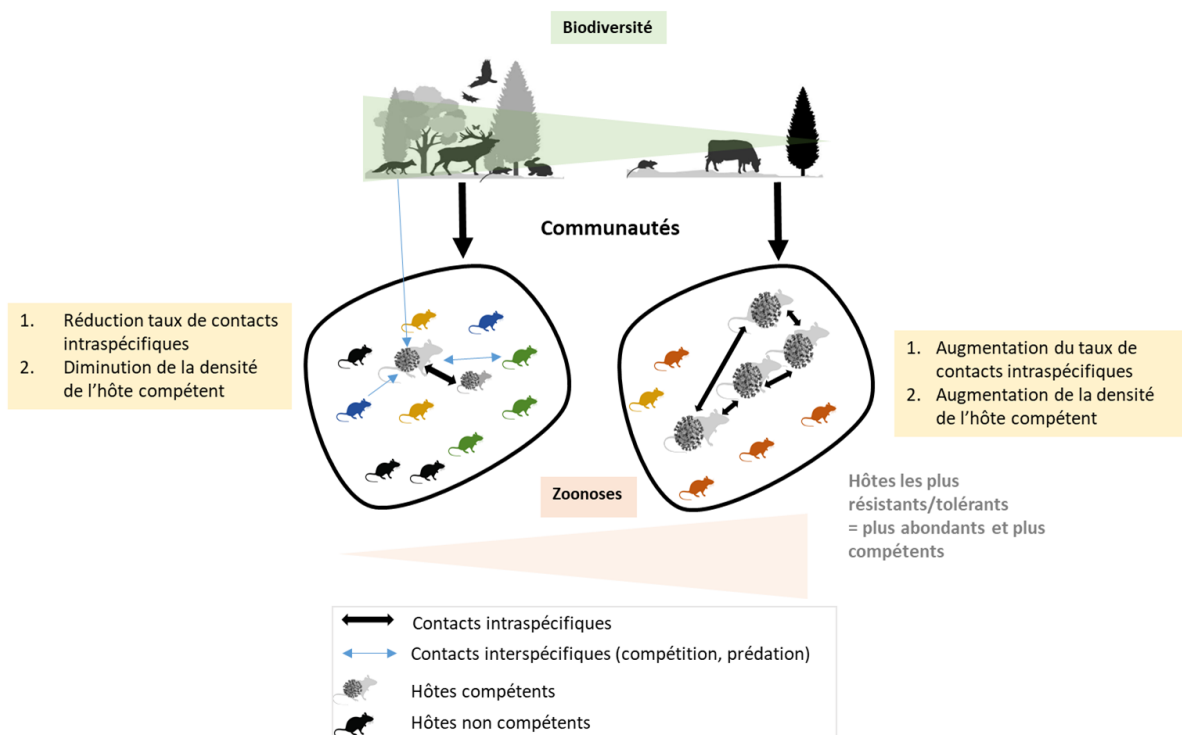 Biodiversité
Communautés
1. Réduction taux de contacts
intraspécifiques
2. Diminution de la densité
de l'hôte compétent
1. Augmentation du taux de
contacts intraspécifiques
2. Augmentation de la densité
de l'hôte compétent
Zoonoses
Hôtes les plus
résistants/tolérants
= plus abondants et plus
compétents
Contacts intraspécifiques
Contacts interspécifiques (compétition, prédation)
Hôtes compétents
Hôtes non compétents